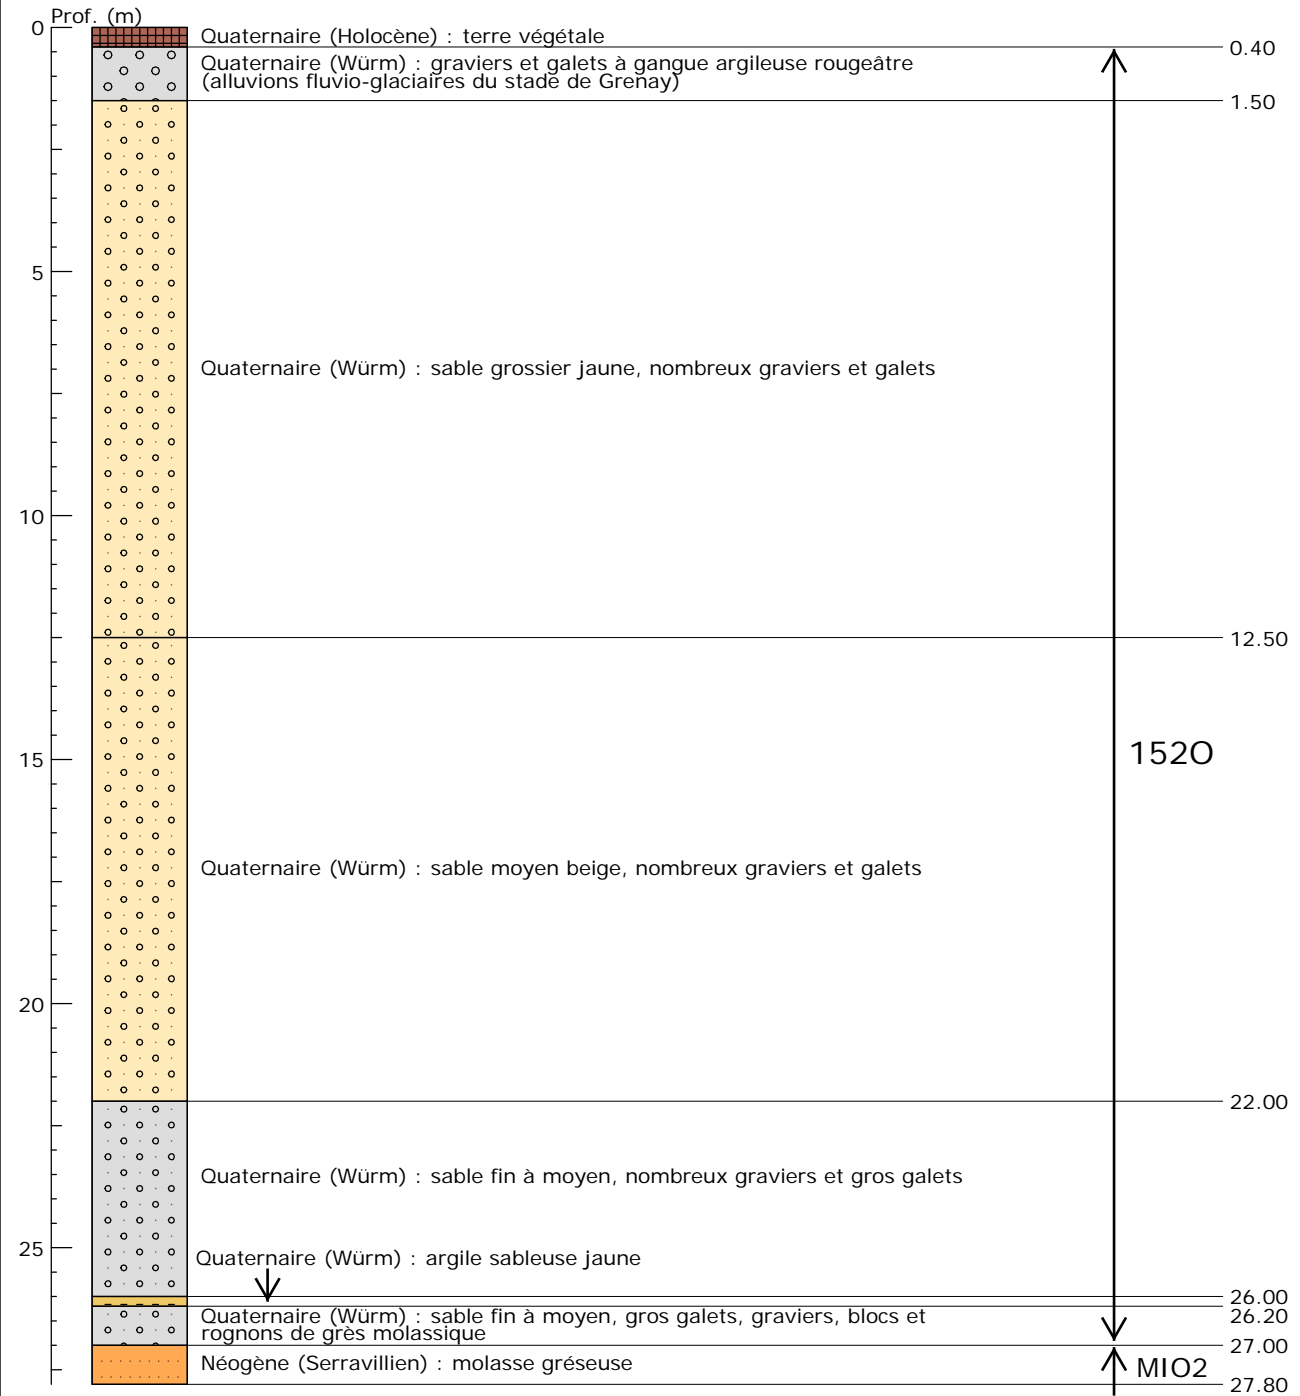 Prof. (m)
0
Quaternaire (Holocène) : terre végétale
0.40
Quaternaire (Würm) : graviers et galets à gangue argileuse rougeâtre
(alluvions fluvio-glaciaires du stade de Grenay)
1.50
5
Quaternaire (Würm) : sable grossier jaune, nombreux graviers et galets
10
12.50
152O
15
Quaternaire (Würm) : sable moyen beige, nombreux graviers et galets
20
22.00
Quaternaire (Würm) : sable fin à moyen, nombreux graviers et gros galets
25
Quaternaire (Würm) : argile sableuse jaune
26.00
Quaternaire (Würm) : sable fin à moyen, gros galets, graviers, blocs et
26.20
rognons de grès molassique
27.00
Néogène (Serravillien) : molasse gréseuse
MIO2
27.80